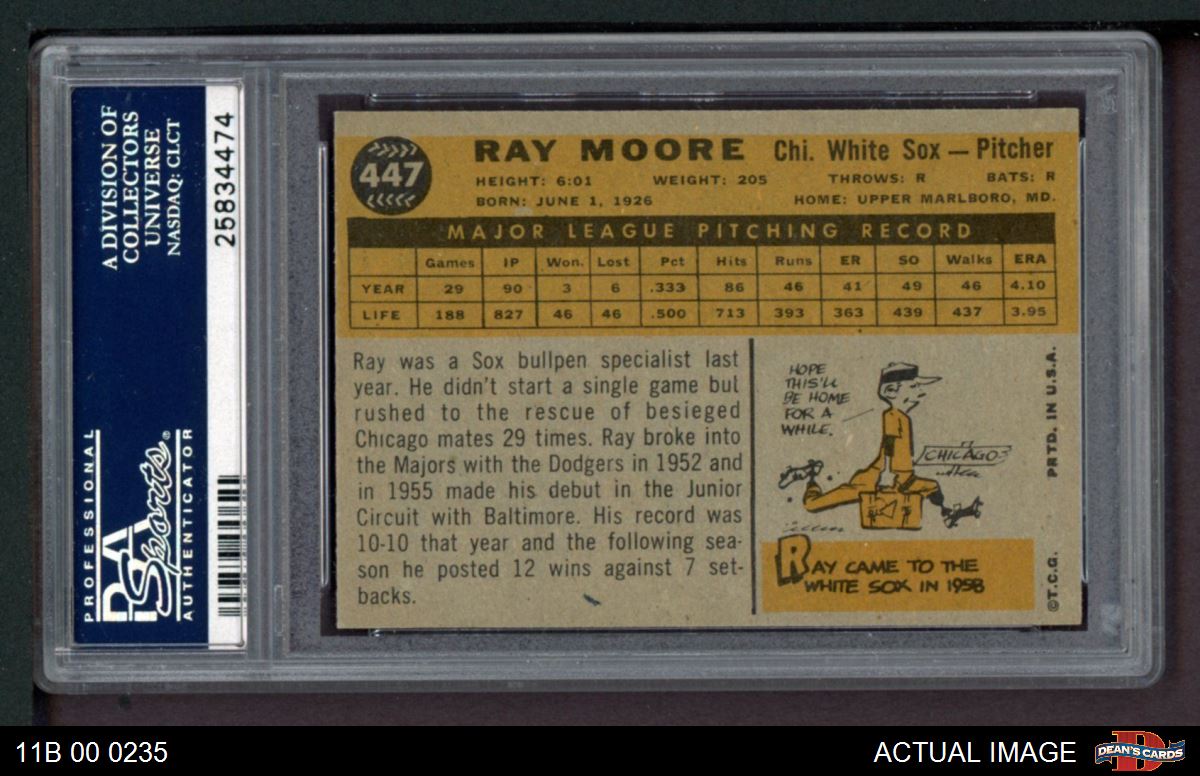 A DIVISION OF
COLLECTORS
UNIVERSE
NASDAQ: CLCT
25834474
PROFESSIONAL
PSA
Sports®
AUTHENTICATOR
447
RAY MOORE Chi. White Sox — Pitcher
HEIGHT: 6:01 WEIGHT: 205 THROWS: R BATS: R
BORN: JUNE 1, 1926 HOME: UPPER MARLBORO, MD.
MAJOR LEAGUE PITCHING RECORD
Games IP Won. Lost Pct Hits Runs ER SO Walks ERA
YEAR 29 90 3 6 .333 86 46 41 49 46 4.10
LIFE 188 827 46 46 .500 713 393 363 439 437 3.95
Ray was a Sox bullpen specialist last
year. He didn't start a single game but
rushed to the rescue of besieged
Chicago mates 29 times. Ray broke into
the Majors with the Dodgers in 1952 and
in 1955 made his debut in the Junior
Circuit with Baltimore. His record was
10-10 that year and the following sea-
son he posted 12 wins against 7 set-
backs.
HOPE
THIS'LL
BE HOME
FOR A
WHILE.
CHICAGO
RAY CAME TO THE
WHITE SOX IN 1958
©T.C.G. PRTD. IN U.S.A.
11B 00 0235
ACTUAL IMAGE
DEAN'S CARDS